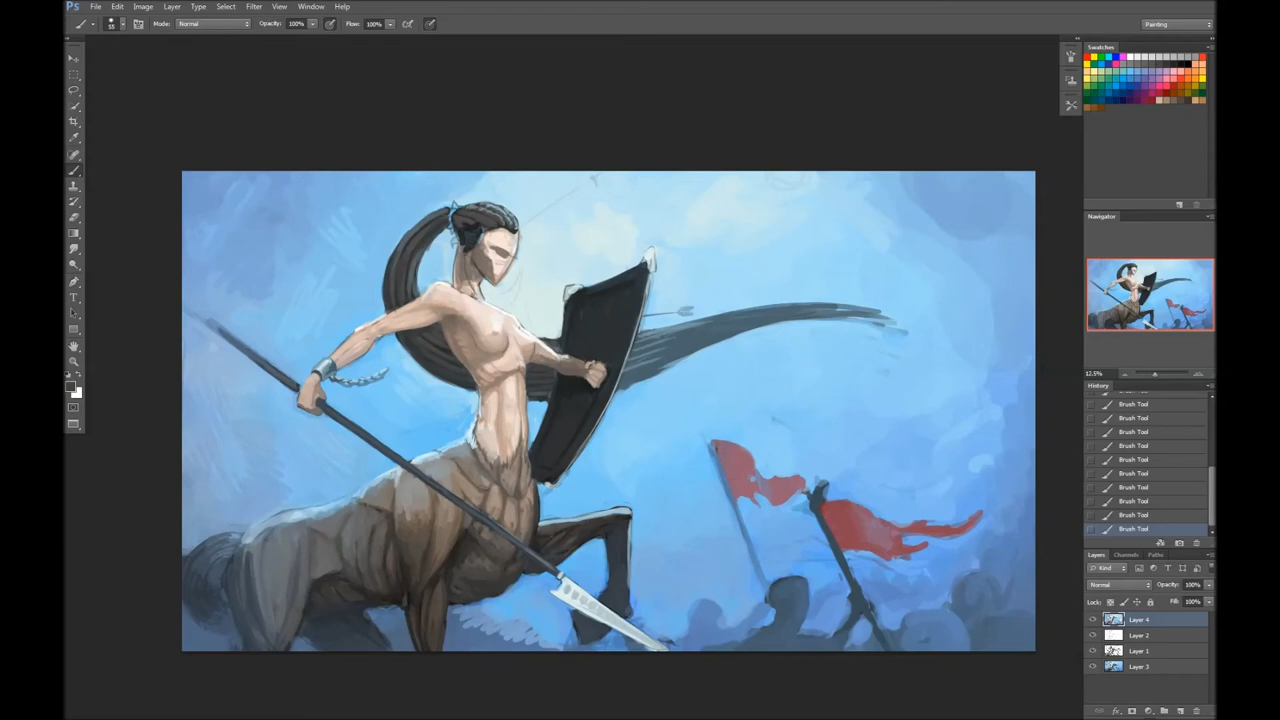 Ps File Edit Image Layer Type Select Filter View Window Help
55 Mode: Normal Opacity: 100% Flow: 100% Painting
Swatches
Navigator
12.5%
History
Brush Tool
Brush Tool
Brush Tool
Brush Tool
Brush Tool
Brush Tool
Brush Tool
Brush Tool
Brush Tool
Brush Tool
Layers Channels Paths
Kind
Normal Opacity: 100%
Lock: Fill: 100%
Layer 4
Layer 2
Layer 1
Layer 3